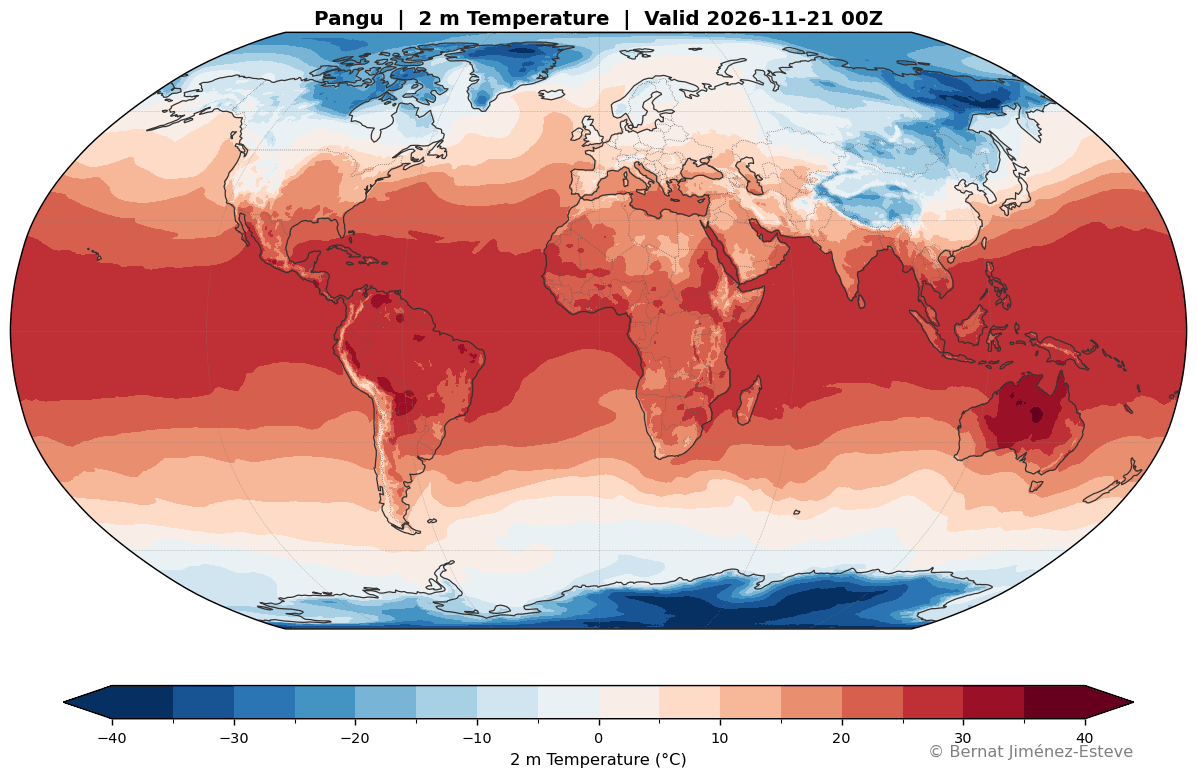 Pangu | 2 m Temperature | Valid 2026-11-21 00Z
−40 −30 −20 −10 0 10 20 30 40
2 m Temperature (°C)
© Bernat Jiménez-Esteve